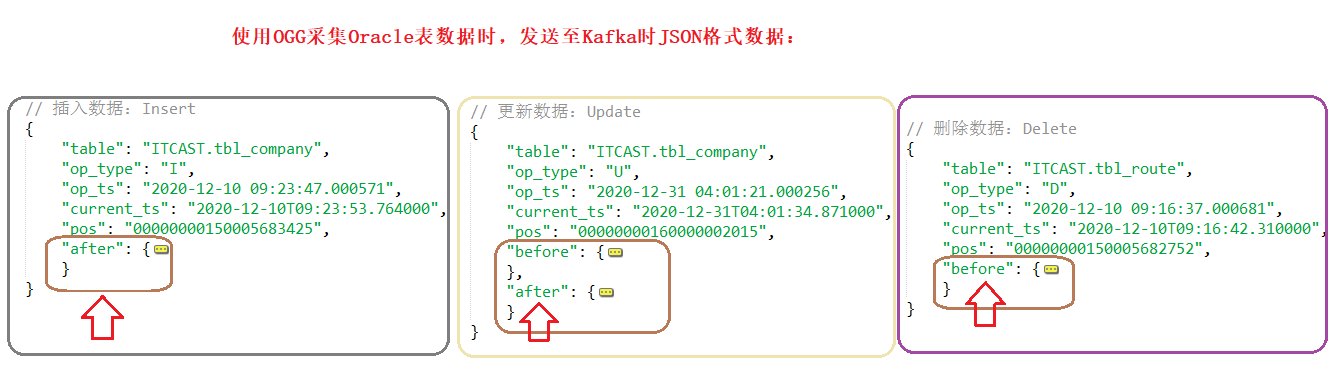 使用OGG采集Oracle表数据时，发送至Kafka时JSON格式数据：
// 插入数据：Insert
{
"table": "ITCAST.tbl_company",
"op_type": "I",
"op_ts": "2020-12-10 09:23:47.000571",
"current_ts": "2020-12-10T09:23:53.764000",
"pos": "00000000150005683425",
"after": {
}
}
// 更新数据：Update
{
"table": "ITCAST.tbl_company",
"op_type": "U",
"op_ts": "2020-12-31 04:01:21.000256",
"current_ts": "2020-12-31T04:01:34.871000",
"pos": "00000000160000002015",
"before": {
},
"after": {
}
}
// 删除数据：Delete
{
"table": "ITCAST.tbl_route",
"op_type": "D",
"op_ts": "2020-12-10 09:16:37.000681",
"current_ts": "2020-12-10T09:16:42.310000",
"pos": "00000000150005682752",
"before": {
}
}